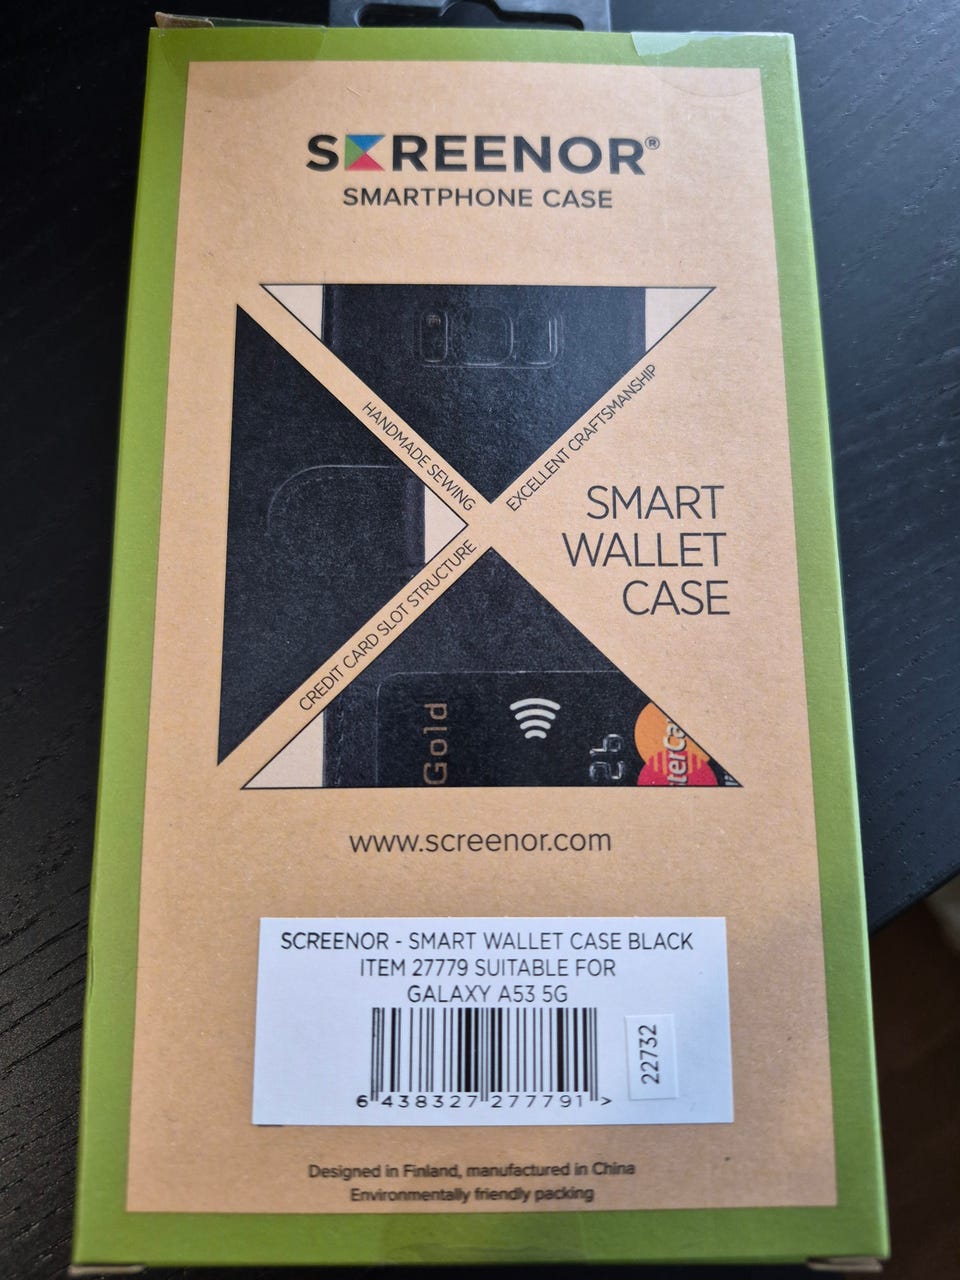 SCREENOR®
SMARTPHONE CASE
HANDMADE SEWING
EXCELLENT CRAFTSMANSHIP
SMART
WALLET
CASE
CREDIT CARD SLOT STRUCTURE
Gold
26
terCa
www.screenor.com
SCREENOR - SMART WALLET CASE BLACK
ITEM 27779 SUITABLE FOR
GALAXY A53 5G
22732
6 438327 277791 >
Designed in Finland, manufactured in China
Environmentally friendly packing